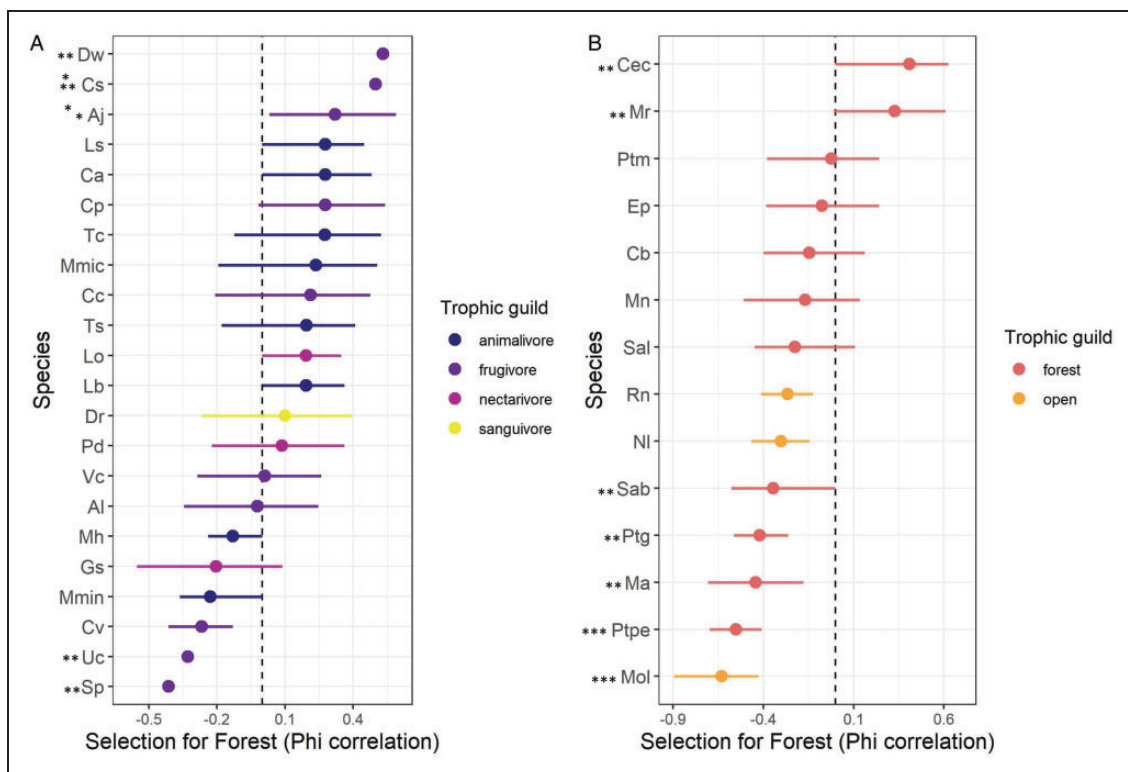 A
** Dw
*
** Cs
*
* Aj
Ls
Ca
Cp
Tc
Mmic
Cc
Ts
Lo
Lb
Dr
Pd
Vc
Al
Mh
Gs
Mmin
Cv
** Uc
**Sp
Species
-0.5 -0.2 0.1 0.4
Selection for Forest (Phi correlation)
Trophic guild
animalivore
frugivore
nectarivore
sanguivore
B
** Cec
** Mr
Ptm
Ep
Cb
Mn
Sal
Rn
Nl
** Sab
** Ptg
** Ma
*** Ptpe
*** Mol
Species
-0.9 -0.4 0.1 0.6
Selection for Forest (Phi correlation)
Trophic guild
forest
open